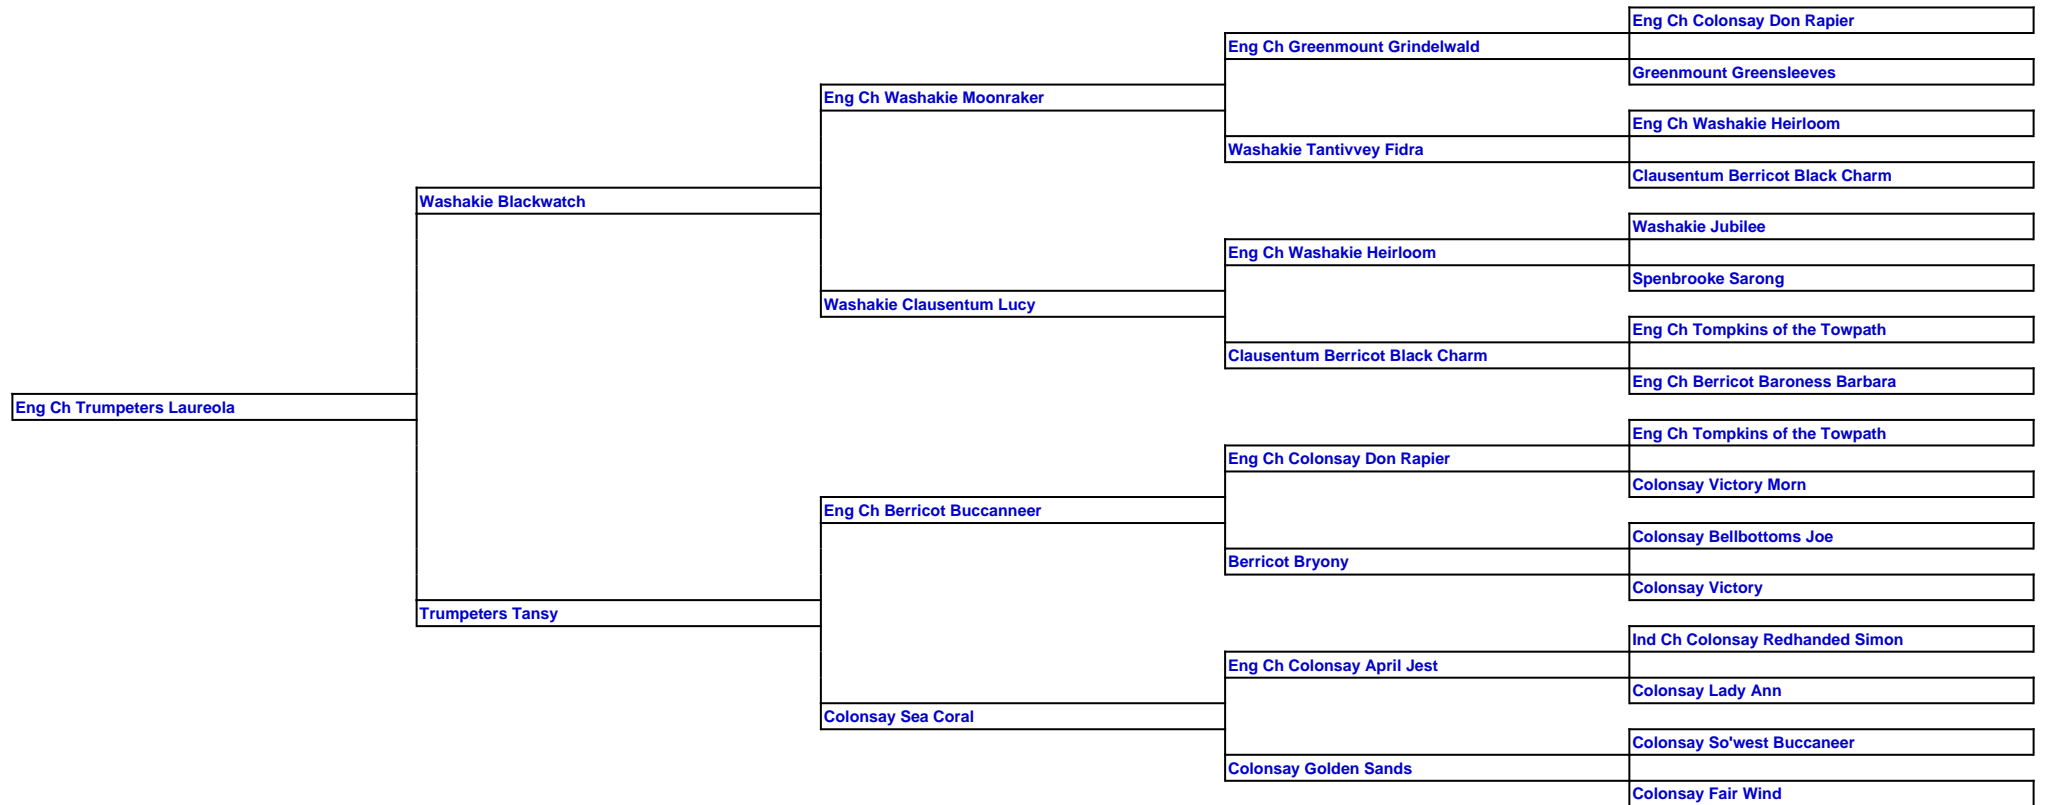 Eng Ch Colonsay Don Rapier
Eng Ch Greenmount Grindelwald
Greenmount Greensleeves
Eng Ch Washakie Moonraker
Eng Ch Washakie Heirloom
Washakie Tantivvey Fidra
Clausentum Berricot Black Charm
Washakie Blackwatch
Washakie Jubilee
Eng Ch Washakie Heirloom
Spenbrooke Sarong
Washakie Clausentum Lucy
Eng Ch Tompkins of the Towpath
Clausentum Berricot Black Charm
Eng Ch Berricot Baroness Barbara
Eng Ch Trumpeters Laureola
Eng Ch Tompkins of the Towpath
Eng Ch Colonsay Don Rapier
Colonsay Victory Morn
Eng Ch Berricot Buccanneer
Colonsay Bellbottoms Joe
Berricot Bryony
Colonsay Victory
Trumpeters Tansy
Ind Ch Colonsay Redhanded Simon
Eng Ch Colonsay April Jest
Colonsay Lady Ann
Colonsay Sea Coral
Colonsay So'west Buccaneer
Colonsay Golden Sands
Colonsay Fair Wind